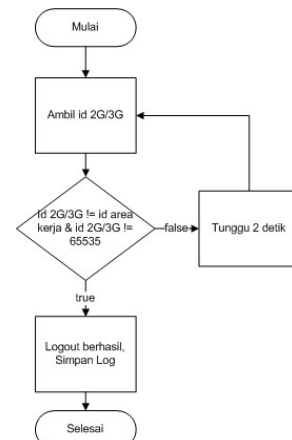 Mulai
Ambil id 2G/3G
Id 2G/3G != id area
kerja & id 2G/3G !=
65535
false
Tunggu 2 detik
true
Logout berhasil,
Simpan Log
Selesai